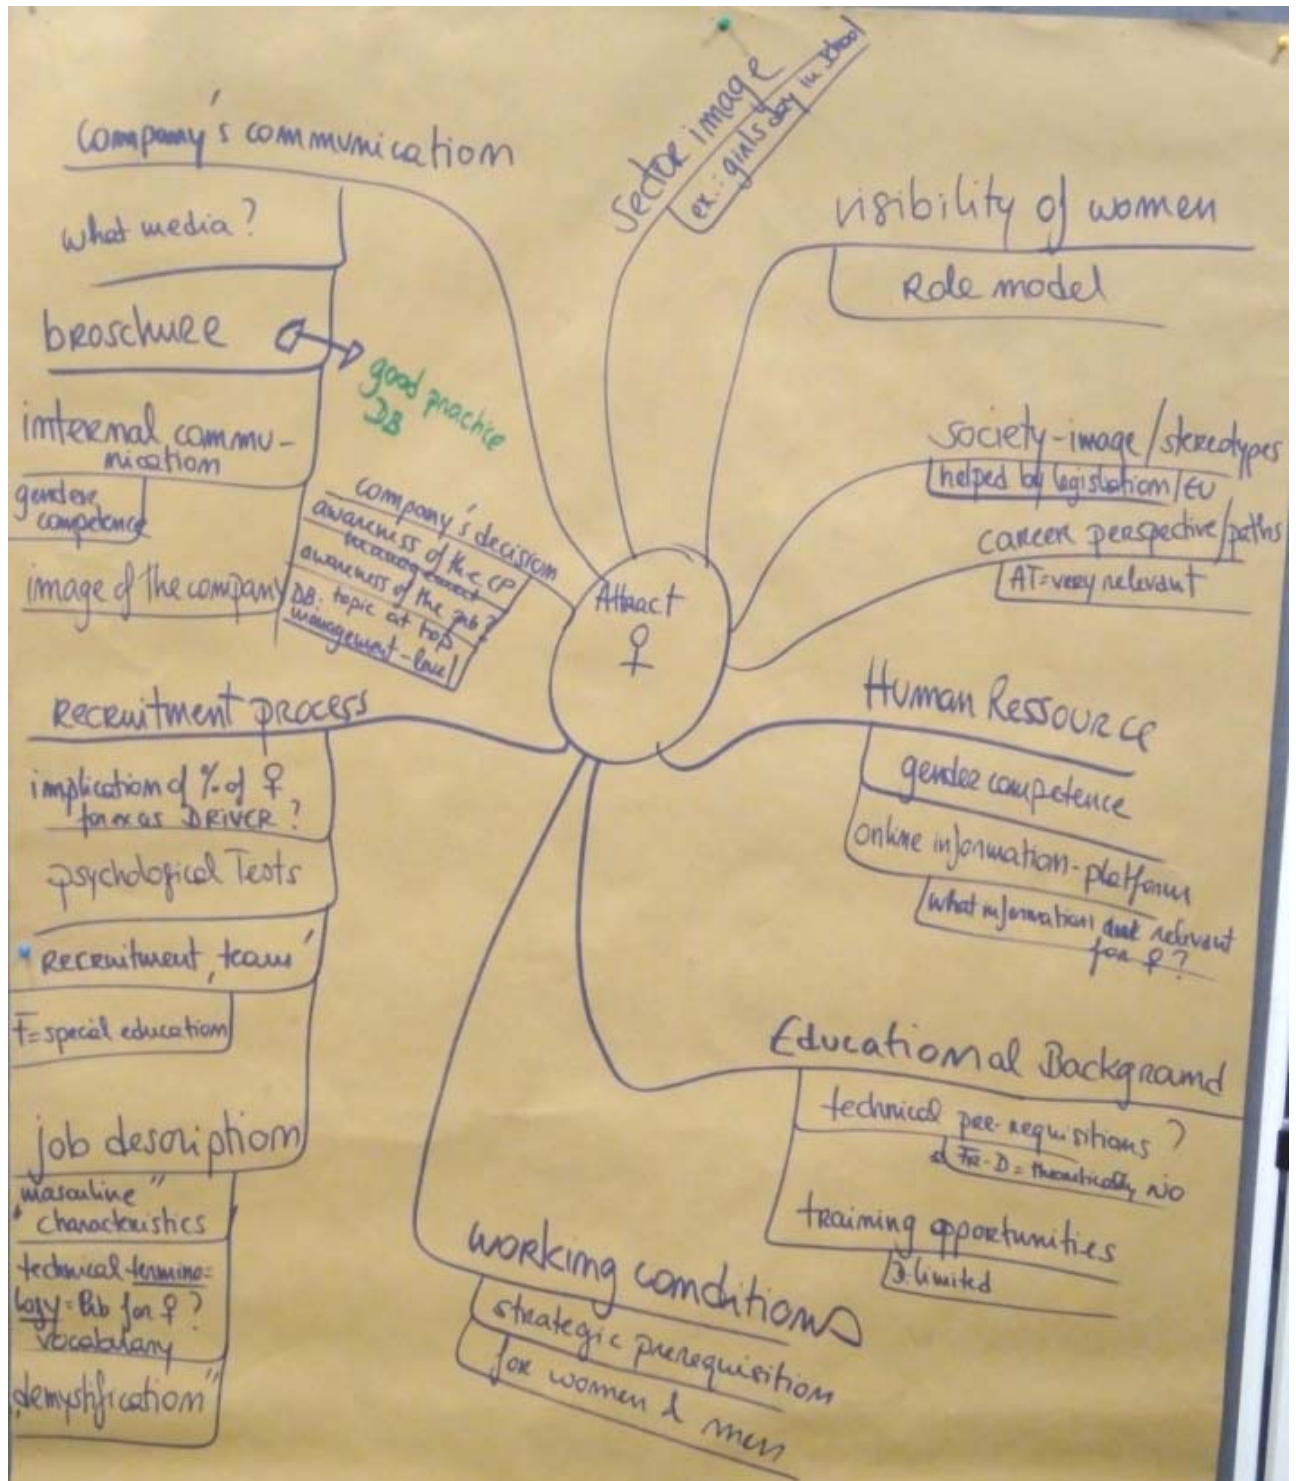 Attract
♀
sector image
ex.: girls day in school
visibility of women
Role model
society-image/stereotypes
helped by legislation/EU
career perspective/paths
AT=very relevant
Human Ressource
gender competence
online information-platform
what information relevant
for ♀?
Educational Background
technical pre-requisitions?
FR-D = theoretically NO
training opportunities
D: limited
working conditions
strategic prerequisition
for women & men
company's communication
what media?
broschure
good practice
DB
internal commu-
nication
gender
competence
image of the company
company's decision
awareness of the CP
management
awareness of the pb?
DB: topic at top
management-level
recruitment process
implication of % of ♀
as DRIVER?
psychological Tests
recruitment „team"
F=special education
job description
„masculine"
characteristics
technical termino=
logy = Pb for ♀?
vocabulary
„demystification"